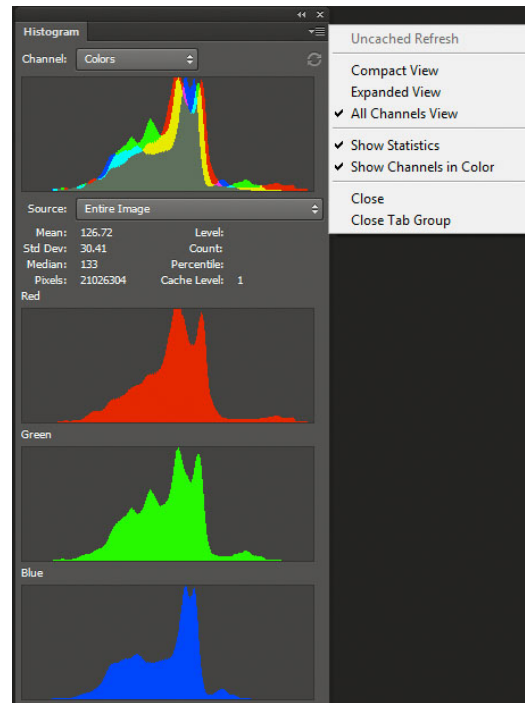 Histogram
Channel: Colors
Source: Entire Image
Mean: 126.72 Level:
Std Dev: 30.41 Count:
Median: 133 Percentile:
Pixels: 21026304 Cache Level: 1
Red
Green
Blue
Uncached Refresh
Compact View
Expanded View
All Channels View
Show Statistics
Show Channels in Color
Close
Close Tab Group